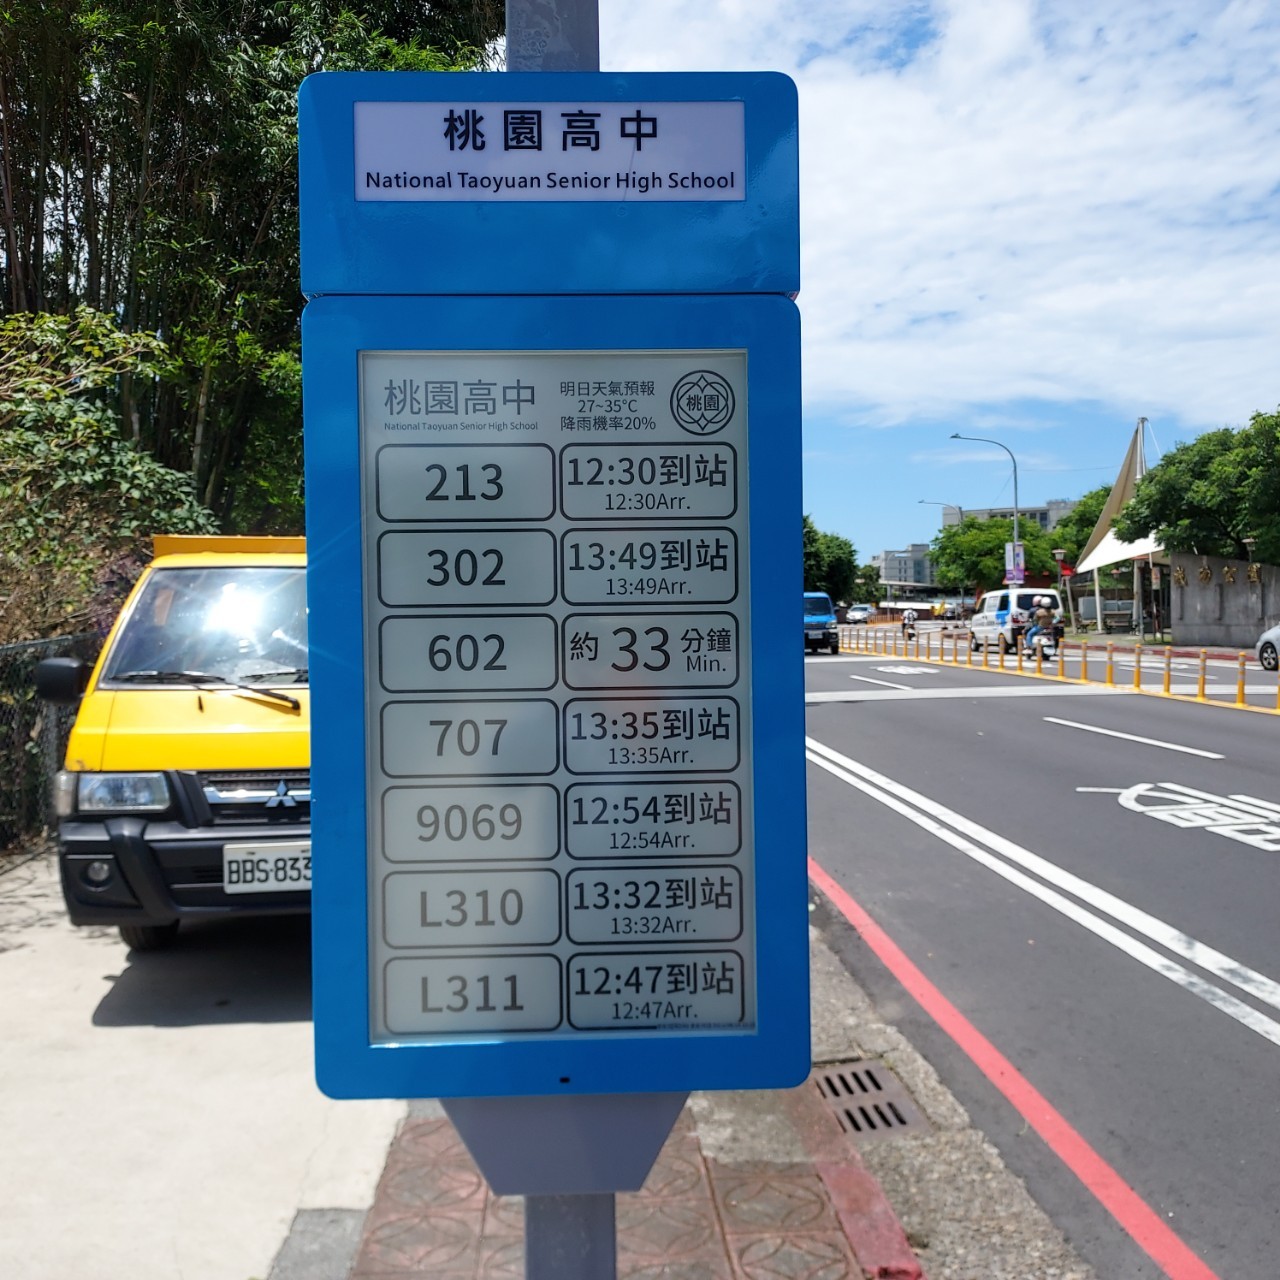 桃園高中
National Taoyuan Senior High School
桃園高中
National Taoyuan Senior High School
明日天氣預報
27~35°C
降雨機率20%
桃園
213
12:30到站
12:30Arr.
302
13:49到站
13:49Arr.
602
約 33 分鐘
Min.
707
13:35到站
13:35Arr.
9069
12:54到站
12:54Arr.
L310
13:32到站
13:32Arr.
L311
12:47到站
12:47Arr.
BBS-833